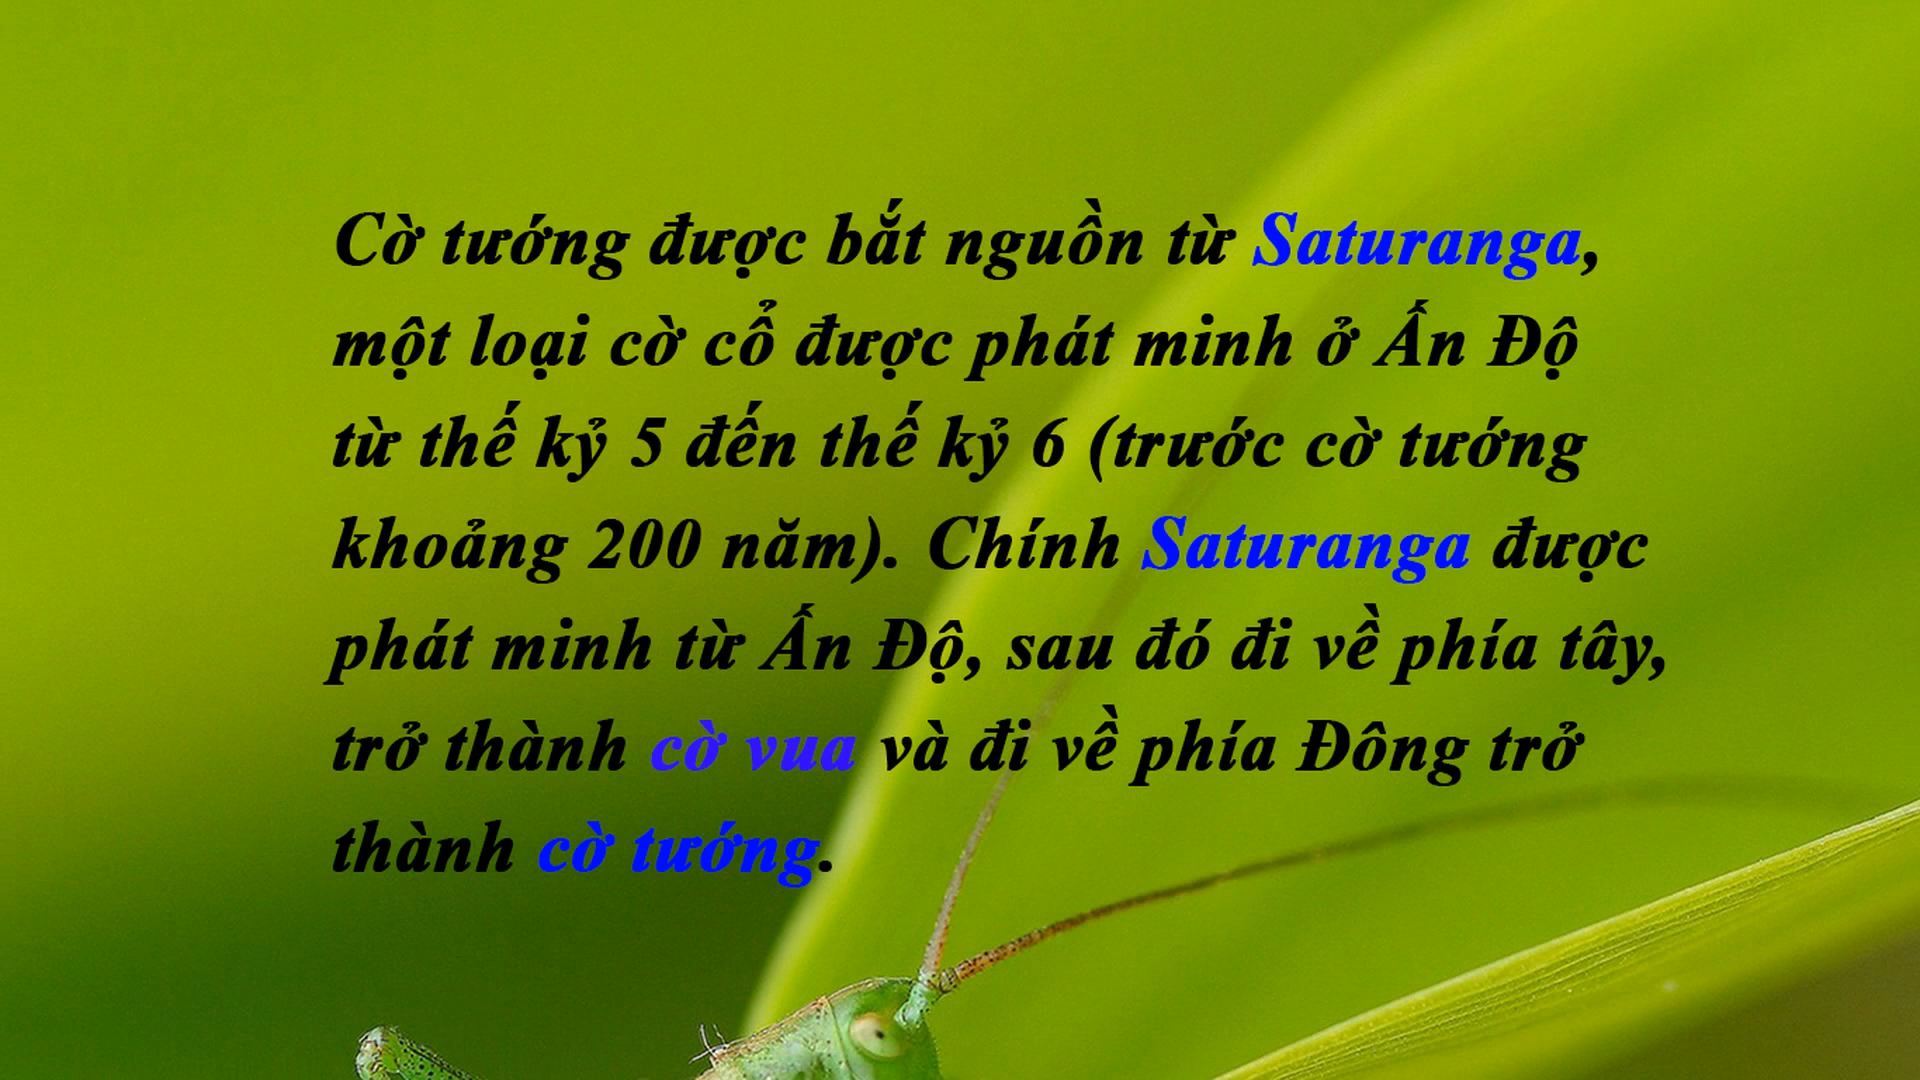 Cờ tướng được bắt nguồn từ Saturanga,
một loại cờ cổ được phát minh ở Ấn Độ
từ thế kỷ 5 đến thế kỷ 6 (trước cờ tướng
khoảng 200 năm). Chính Saturanga được
phát minh từ Ấn Độ, sau đó đi về phía tây,
trở thành cờ vua và đi về phía Đông trở
thành cờ tướng.